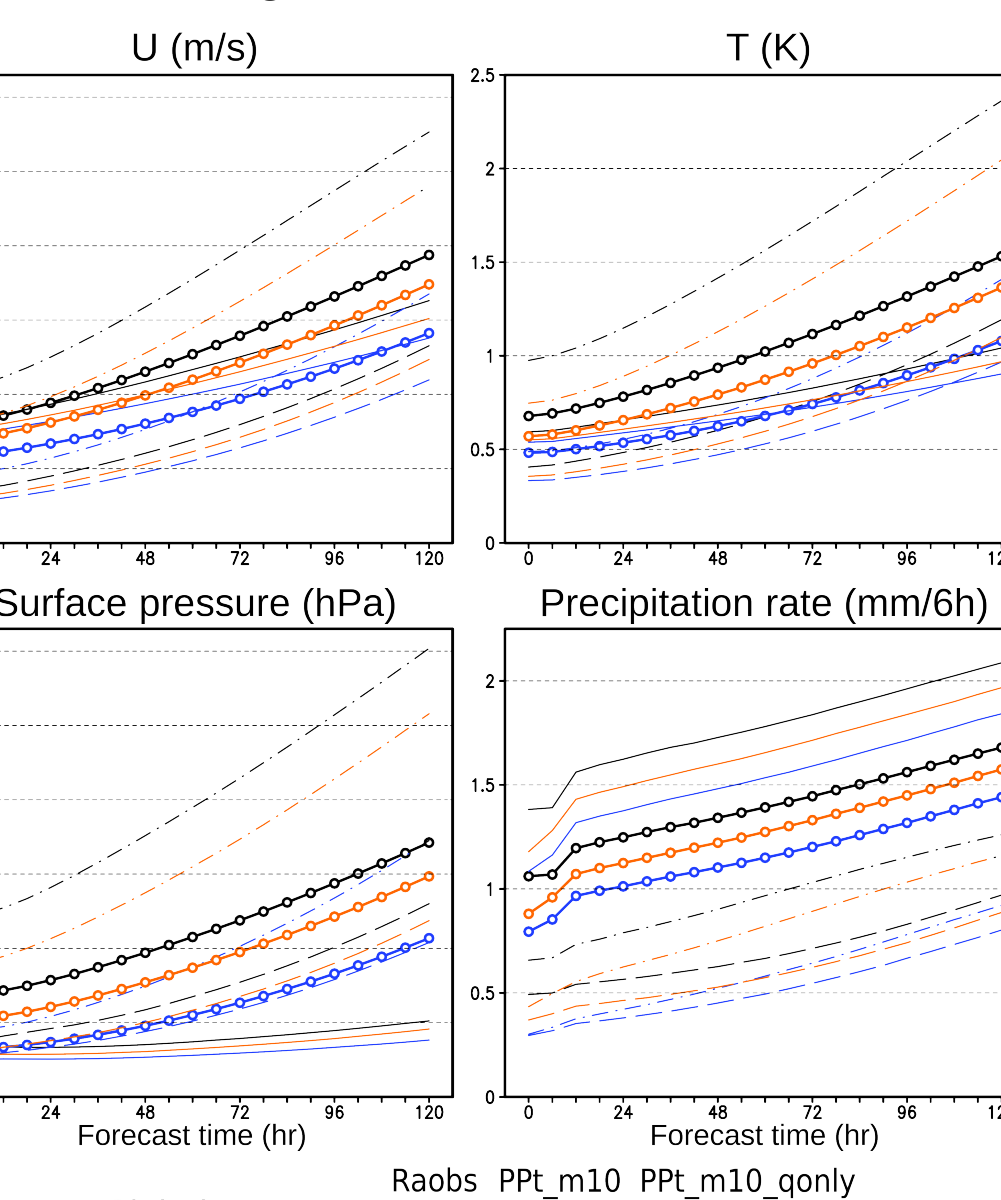 U (m/s)
T (K)
2.5
2
1.5
1
0.5
0
24 48 72 96 120
0 24 48 72 96
Surface pressure (hPa)
Precipitation rate (mm/6h)
2
1.5
1
0.5
0
24 48 72 96 120
0 24 48 72 96
Forecast time (hr)
Forecast time (hr)
Raobs PPt_m10 PPt_m10_qonly